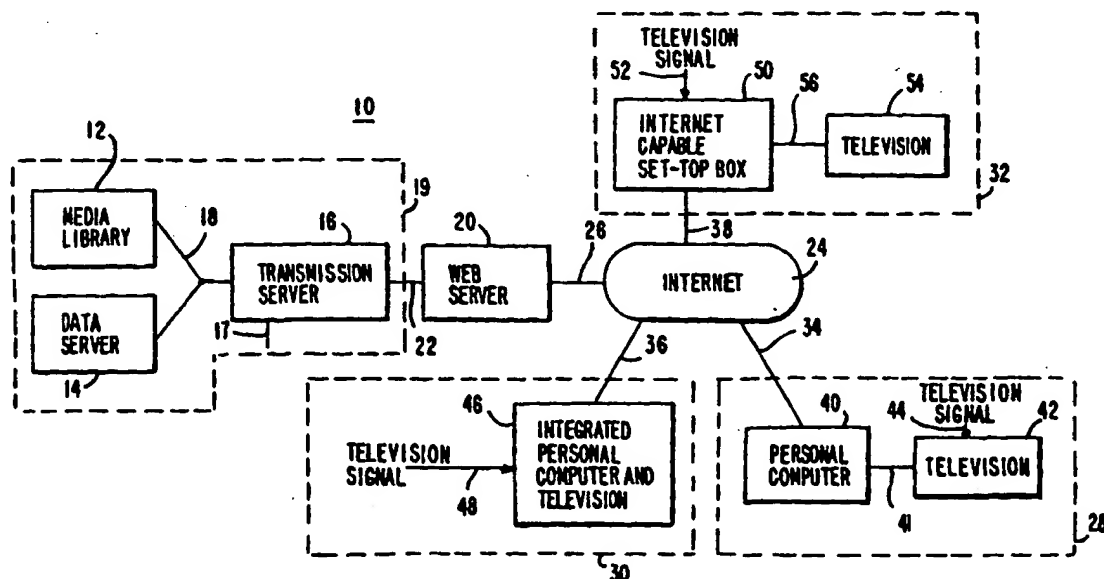 TELEVISION
SIGNAL
52
50
56
54
INTERNET
CAPABLE
SET-TOP BOX
TELEVISION
32
10
12
MEDIA
LIBRARY
18
19
16
TRANSMISSION
SERVER
17
DATA
SERVER
14
20
WEB
SERVER
22
26
38
INTERNET
24
36
34
46
TELEVISION
SIGNAL
48
INTEGRATED
PERSONAL
COMPUTER AND
TELEVISION
30
40
TELEVISION
SIGNAL
44
42
PERSONAL
COMPUTER
TELEVISION
41
28